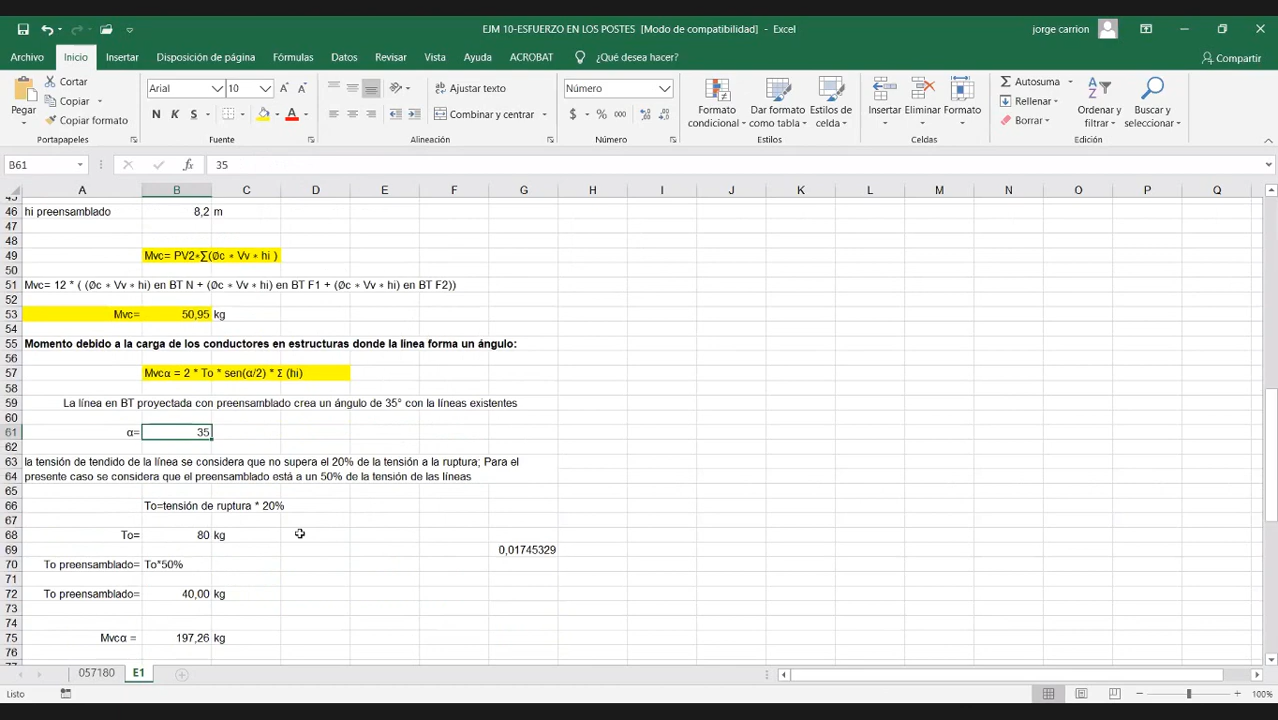 EJM 10-ESFUERZO EN LOS POSTES [Modo de compatibilidad] - Excel
jorge carrion
Archivo Inicio Insertar Disposición de página Fórmulas Datos Revisar Vista Ayuda ACROBAT ¿Qué desea hacer? Compartir
Pegar
Cortar
Copiar
Copiar formato
Portapapeles
Arial 10
N K S
Fuente
Ajustar texto
Combinar y centrar
Alineación
Número
$ % 000
Número
Formato condicional
Dar formato como tabla
Estilos de celda
Estilos
Insertar Eliminar Formato
Celdas
Autosuma
Rellenar
Borrar
Ordenar y filtrar
Buscar y seleccionar
Edición
B61 fx 35
A B C D E F G H I J K L M N O P Q
45
46 hi preensamblado 8,2 m
47
48
49 Mvc= PV2*∑(Øc * Vv * hi )
50
51 Mvc= 12 * ( (Øc * Vv * hi) en BT N + (Øc * Vv * hi) en BT F1 + (Øc * Vv * hi) en BT F2))
52
53 Mvc= 50,95 kg
54
55 Momento debido a la carga de los conductores en estructuras donde la linea forma un ángulo:
56
57 Mvcα = 2 * To * sen(α/2) * Σ (hi)
58
59 La línea en BT proyectada con preensamblado crea un ángulo de 35° con la líneas existentes
60
61 α= 35
62
63 la tensión de tendido de la línea se considera que no supera el 20% de la tensión a la ruptura; Para el
64 presente caso se considera que el preensamblado está a un 50% de la tensión de las líneas
65
66 To=tensión de ruptura * 20%
67
68 To= 80 kg
69 0,01745329
70 To preensamblado= To*50%
71
72 To preensamblado= 40,00 kg
73
74
75 Mvcα = 197,26 kg
76
77
057180 E1
Listo 100%